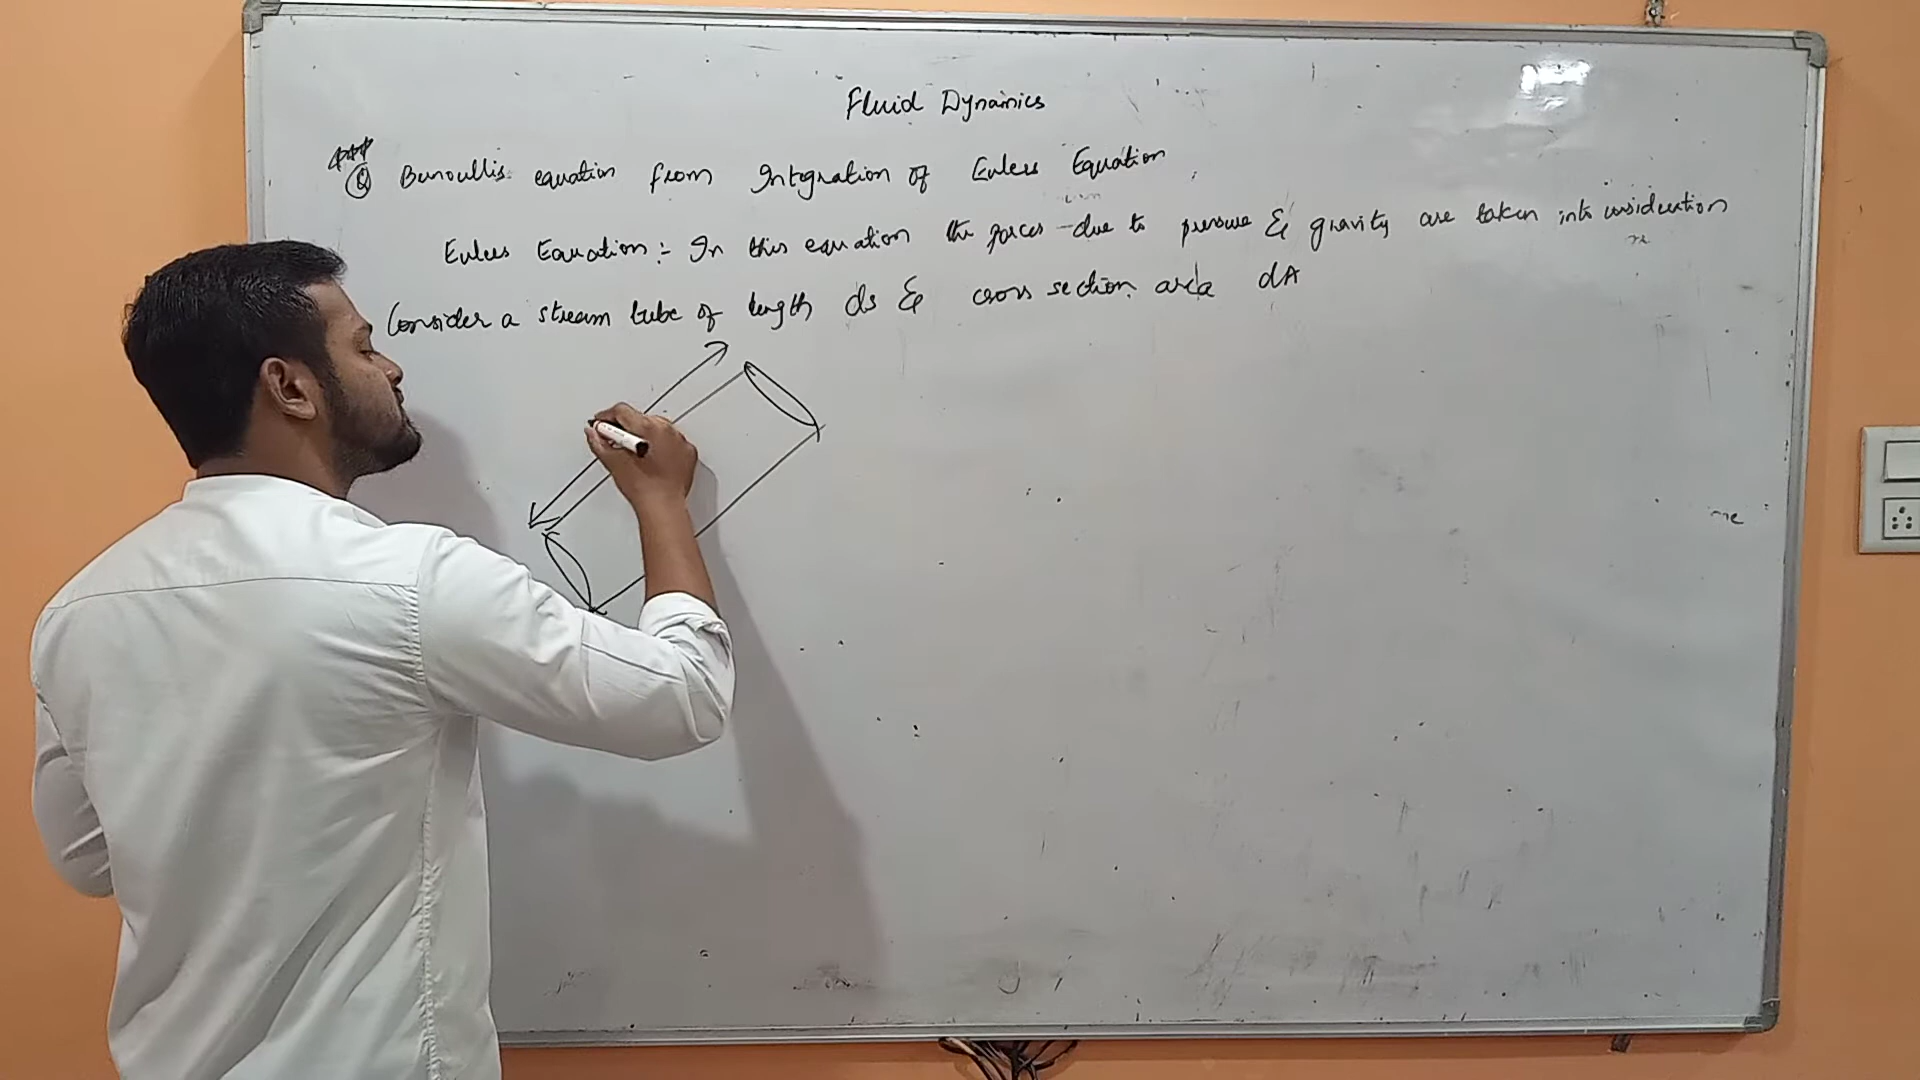 Fluid Dynamics
*** Q Bernoullis equation from Integration of Eulers Equation
Eulers Equation :- In this equation the forces due to pressure & gravity are taken into consideration
Consider a stream tube of length ds & cross section area dA